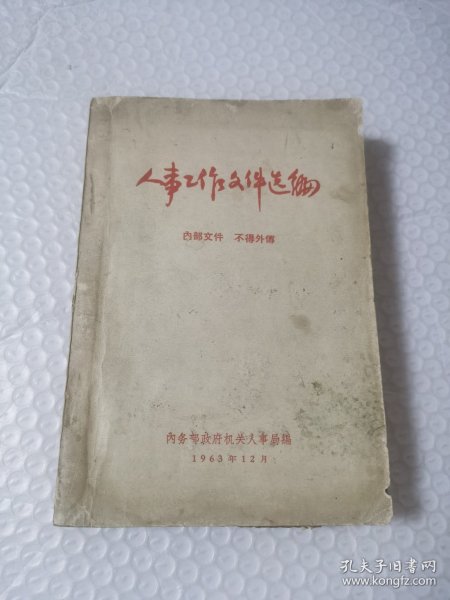 人事工作文件选编
内部文件 不得外傳
内务部政府机关人事局編
1963年12月
孔夫子旧书网
www.kongfz.com